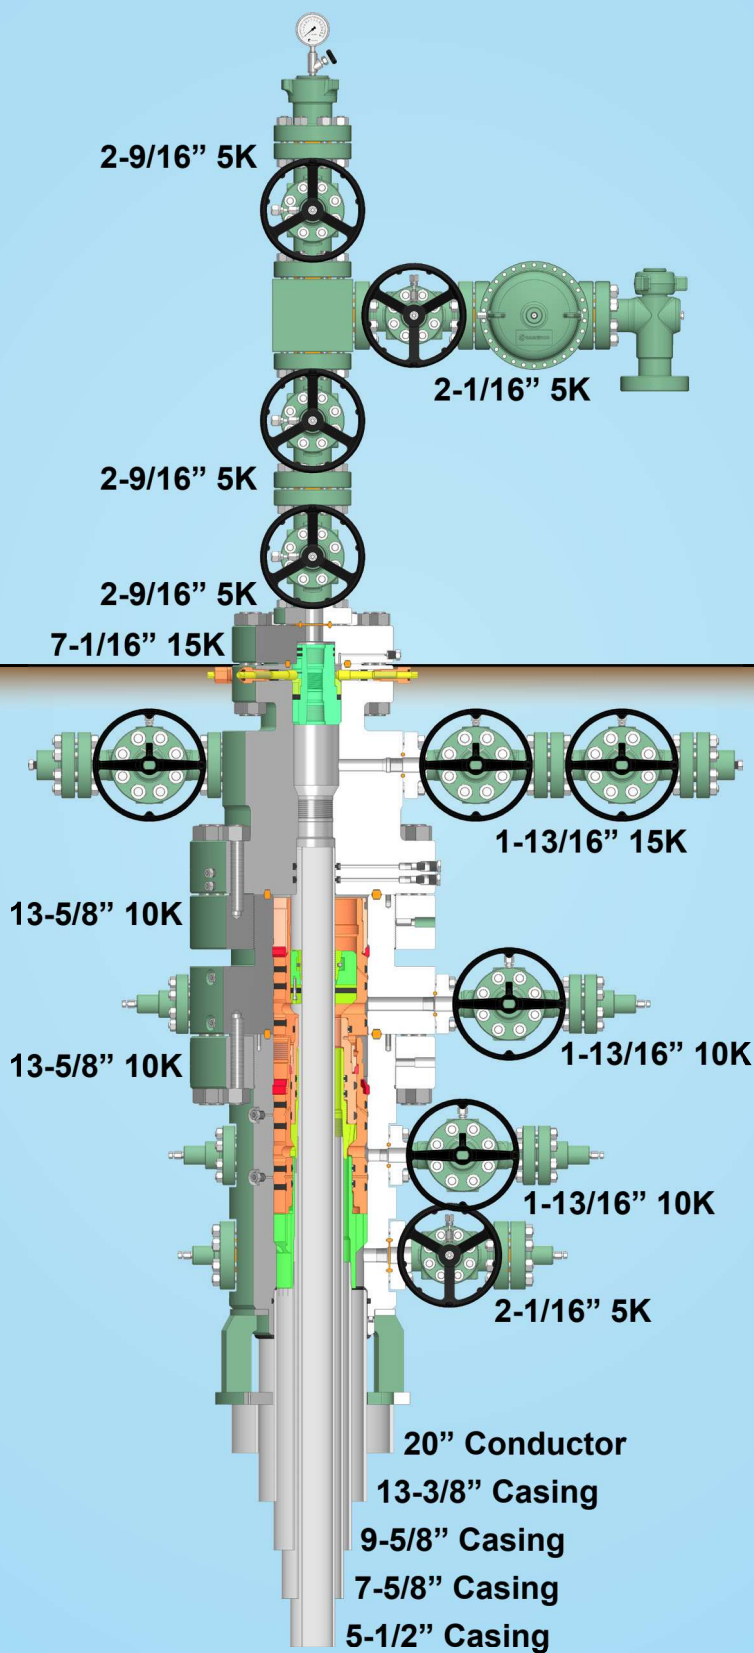 2-9/16” 5K
2-1/16” 5K
2-9/16” 5K
2-9/16” 5K
7-1/16” 15K
1-13/16” 15K
13-5/8” 10K
1-13/16” 10K
13-5/8” 10K
1-13/16” 10K
2-1/16” 5K
20” Conductor
13-3/8” Casing
9-5/8” Casing
7-5/8” Casing
5-1/2” Casing